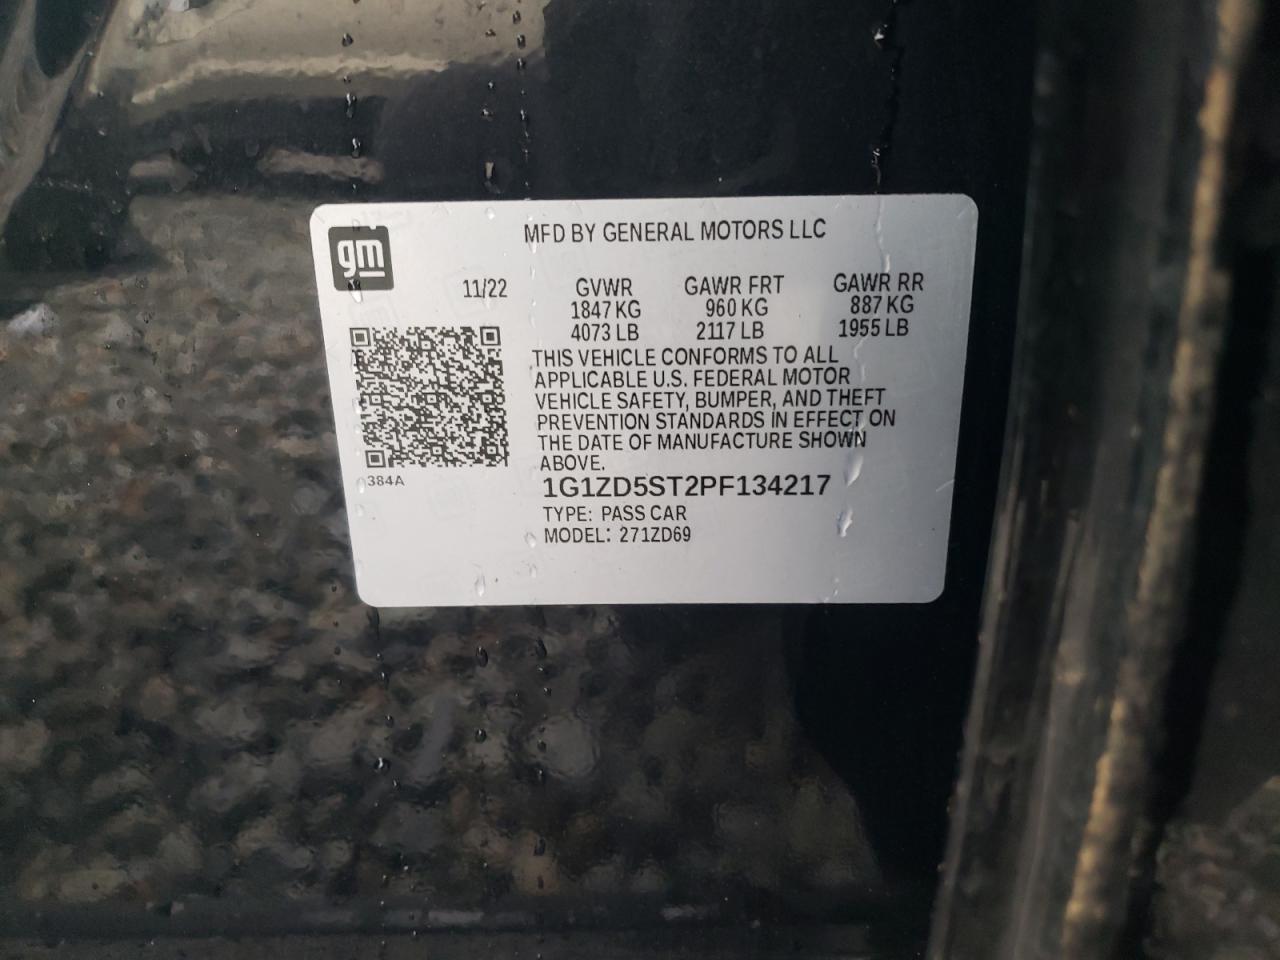 gm
MFD BY GENERAL MOTORS LLC
11/22
GVWR GAWR FRT GAWR RR
1847 KG 960 KG 887 KG
4073 LB 2117 LB 1955 LB
THIS VEHICLE CONFORMS TO ALL
APPLICABLE U.S. FEDERAL MOTOR
VEHICLE SAFETY, BUMPER, AND THEFT
PREVENTION STANDARDS IN EFFECT ON
THE DATE OF MANUFACTURE SHOWN
ABOVE.
384A
1G1ZD5ST2PF134217
TYPE: PASS CAR
MODEL: 271ZD69